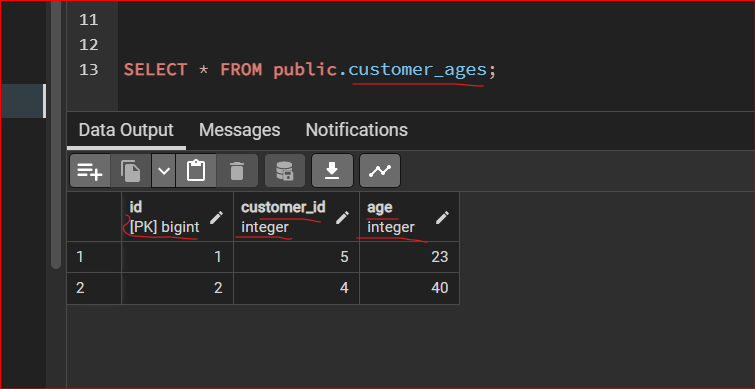 11
12
13 SELECT * FROM public.customer_ages;
Data Output Messages Notifications
id customer_id age
[PK] bigint integer integer
1 1 5 23
2 2 4 40